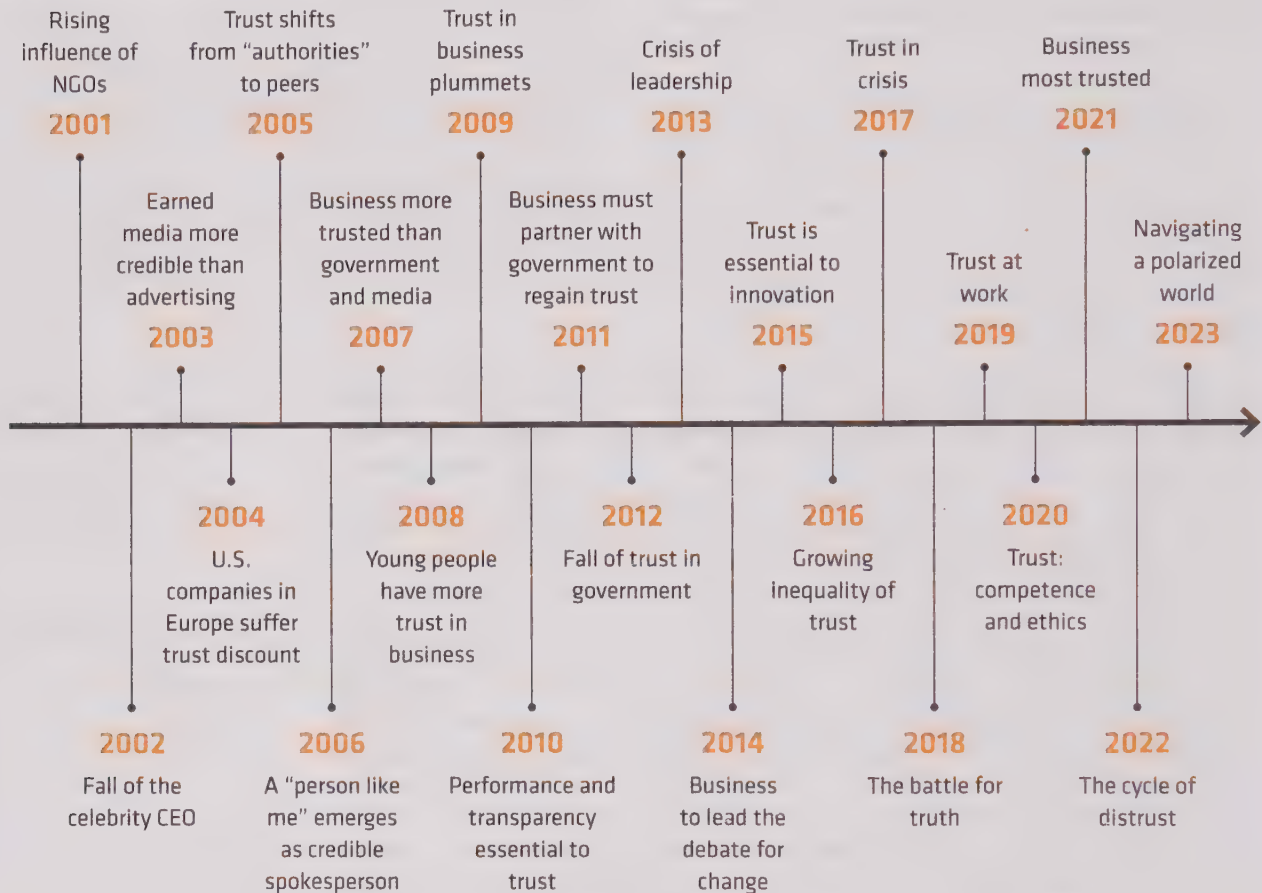 Rising
influence of
NGOs
2001
Trust shifts
from “authorities”
to peers
2005
Trust in
business
plummets
2009
Crisis of
leadership
2013
Trust in
crisis
2017
Business
most trusted
2021
Earned
media more
credible than
advertising
2003
Business more
trusted than
government
and media
2007
Business must
partner with
government to
regain trust
2011
Trust is
essential to
innovation
2015
Trust at
work
2019
Navigating
a polarized
world
2023
2004
U.S.
companies in
Europe suffer
trust discount
2008
Young people
have more
trust in
business
2012
Fall of trust in
government
2016
Growing
inequality of
trust
2020
Trust:
competence
and ethics
2002
Fall of the
celebrity CEO
2006
A “person like
me” emerges
as credible
spokesperson
2010
Performance and
transparency
essential to
trust
2014
Business
to lead the
debate for
change
2018
The battle for
truth
2022
The cycle of
distrust